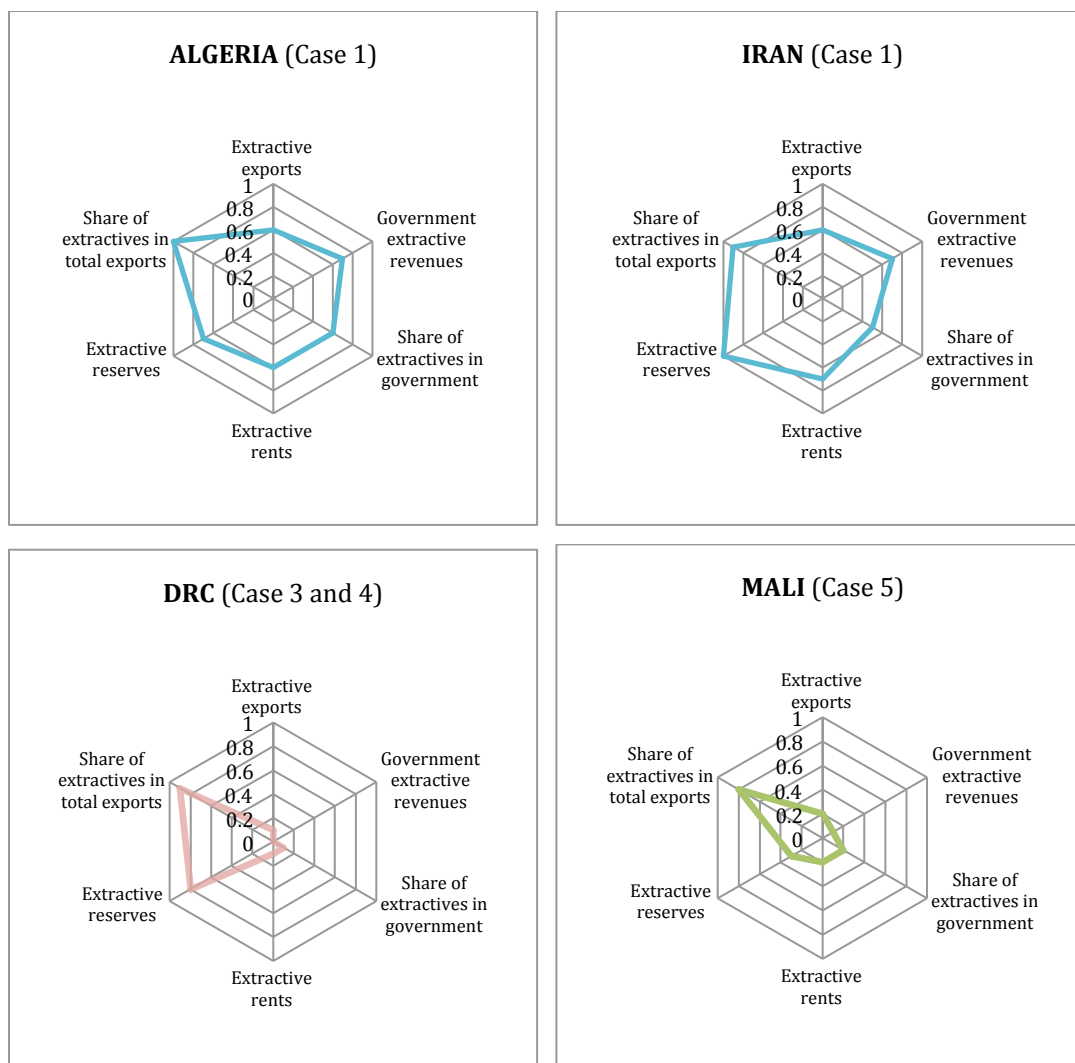 ALGERIA (Case 1)
Extractive
exports
1
0.8
0.6
0.4
0.2
0
Government
extractive
revenues
Share of
extractives in
government
Extractive
rents
Extractive
reserves
Share of
extractives in
total exports
IRAN (Case 1)
Extractive
exports
1
0.8
0.6
0.4
0.2
0
Government
extractive
revenues
Share of
extractives in
government
Extractive
rents
Extractive
reserves
Share of
extractives in
total exports
DRC (Case 3 and 4)
Extractive
exports
1
0.8
0.6
0.4
0.2
0
Government
extractive
revenues
Share of
extractives in
government
Extractive
rents
Extractive
reserves
Share of
extractives in
total exports
MALI (Case 5)
Extractive
exports
1
0.8
0.6
0.4
0.2
0
Government
extractive
revenues
Share of
extractives in
government
Extractive
rents
Extractive
reserves
Share of
extractives in
total exports